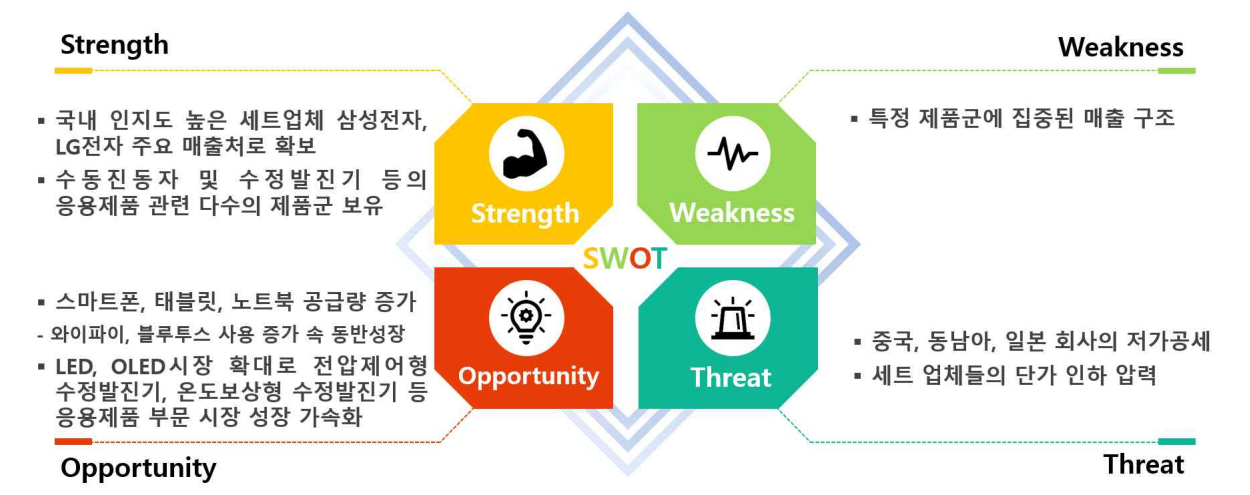 Strength
▪ 국내 인지도 높은 세트업체 삼성전자,
LG전자 주요 매출처로 확보
▪ 수동진동자 및 수정발진기 등의
응용제품 관련 다수의 제품군 보유
Weakness
▪ 특정 제품군에 집중된 매출 구조
Strength
Weakness
SWOT
Opportunity
Threat
▪ 스마트폰, 태블릿, 노트북 공급량 증가
- 와이파이, 블루투스 사용 증가 속 동반성장
▪ LED, OLED시장 확대로 전압제어형
수정발진기, 온도보상형 수정발진기 등
응용제품 부문 시장 성장 가속화
Opportunity
▪ 중국, 동남아, 일본 회사의 저가공세
▪ 세트 업체들의 단가 인하 압력
Threat